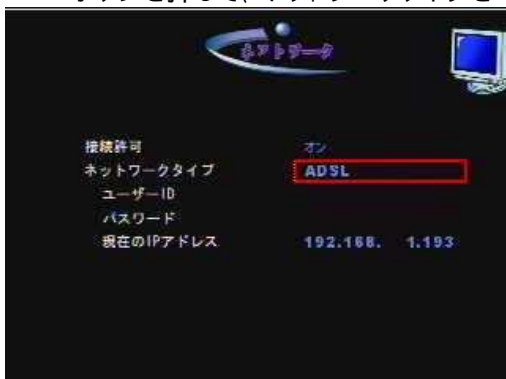 ネットワーク
接続許可 オン
ネットワークタイプ ADSL
ユーザーID
パスワード
現在のIPアドレス 192.168. 1.193